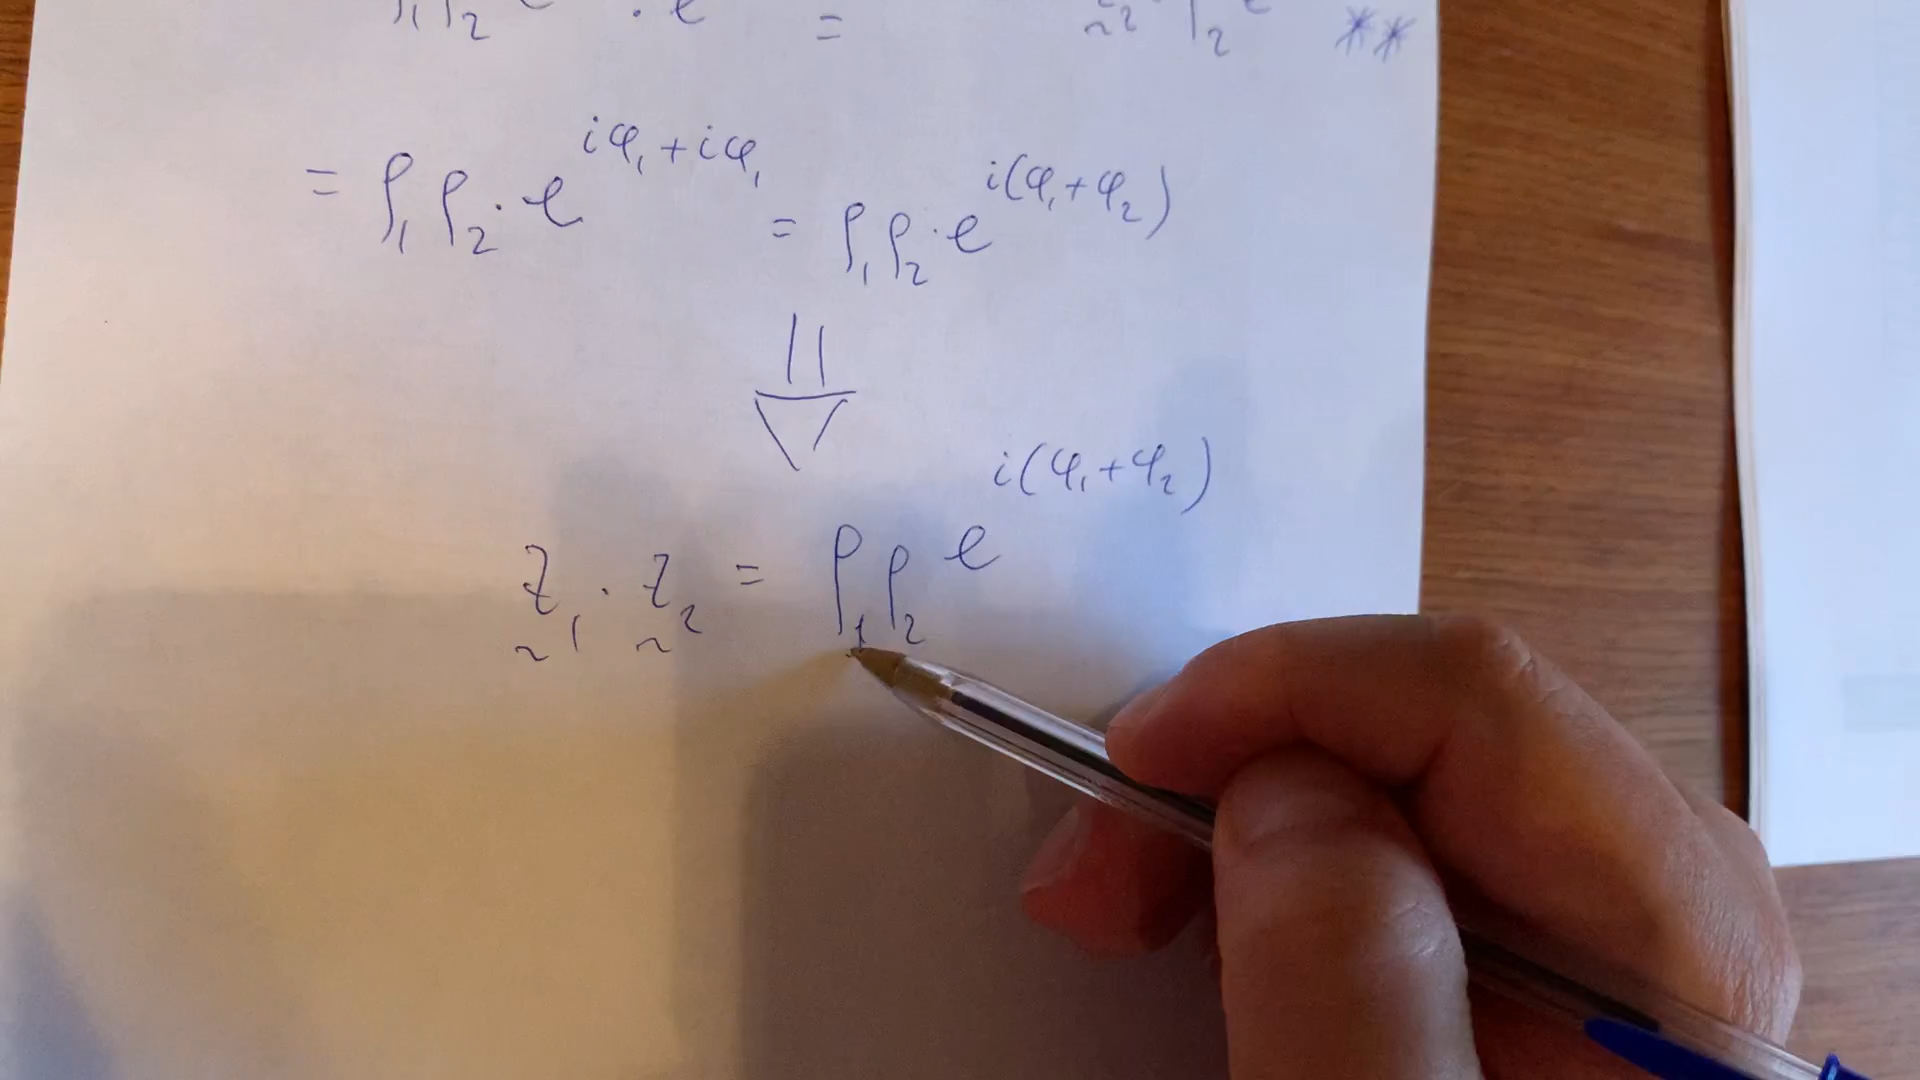 = ρ₁ρ₂ · e^{iφ₁+iφ₁} = ρ₁ρ₂ · e^{i(φ₁+φ₂)}
⇓
z₁ · z₂ = ρ₁ρ₂ e^{i(φ₁+φ₂)}